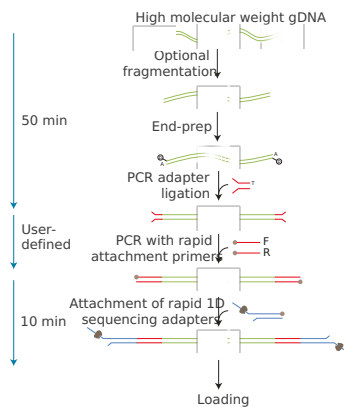 High molecular weight gDNA
Optional
fragmentation
50 min
End-prep
P
A
A
P
PCR adapter
ligation
T
User-
defined
PCR with rapid
attachment primers
F
R
Attachment of rapid 1D
sequencing adapters
10 min
Loading